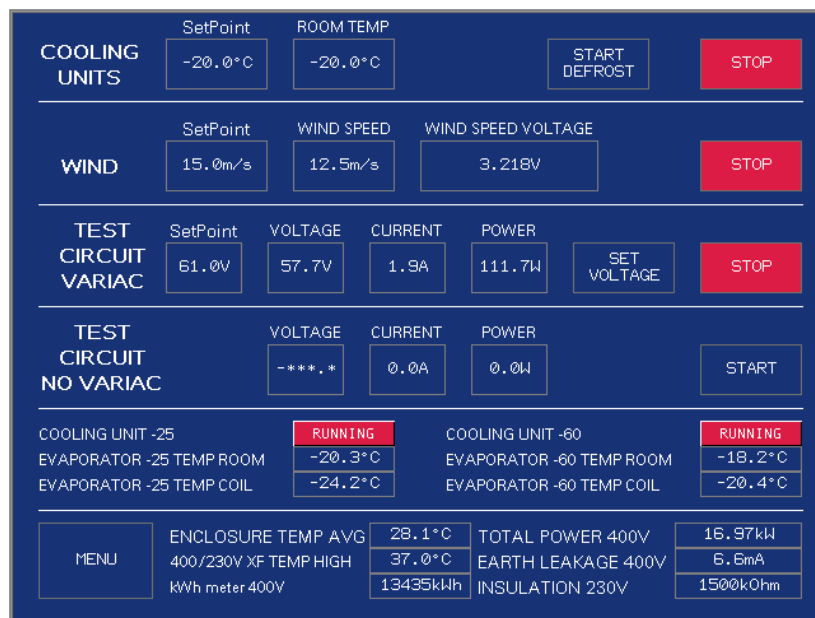 SetPoint ROOM TEMP
COOLING UNITS -20.0°C -20.0°C START DEFROST STOP
SetPoint WIND SPEED WIND SPEED VOLTAGE
WIND 15.0m/s 12.5m/s 3.218V STOP
TEST CIRCUIT VARIAC SetPoint VOLTAGE CURRENT POWER
61.0V 57.7V 1.9A 111.7W SET VOLTAGE STOP
TEST CIRCUIT NO VARIAC VOLTAGE CURRENT POWER
-***.* 0.0A 0.0W START
COOLING UNIT -25 RUNNING COOLING UNIT -60 RUNNING
EVAPORATOR -25 TEMP ROOM -20.3°C EVAPORATOR -60 TEMP ROOM -18.2°C
EVAPORATOR -25 TEMP COIL -24.2°C EVAPORATOR -60 TEMP COIL -20.4°C
ENCLOSURE TEMP AVG 28.1°C TOTAL POWER 400V 16.97kW
MENU 400/230V XF TEMP HIGH 37.0°C EARTH LEAKAGE 400V 6.6mA
kWh meter 400V 13435kWh INSULATION 230V 1500kOhm